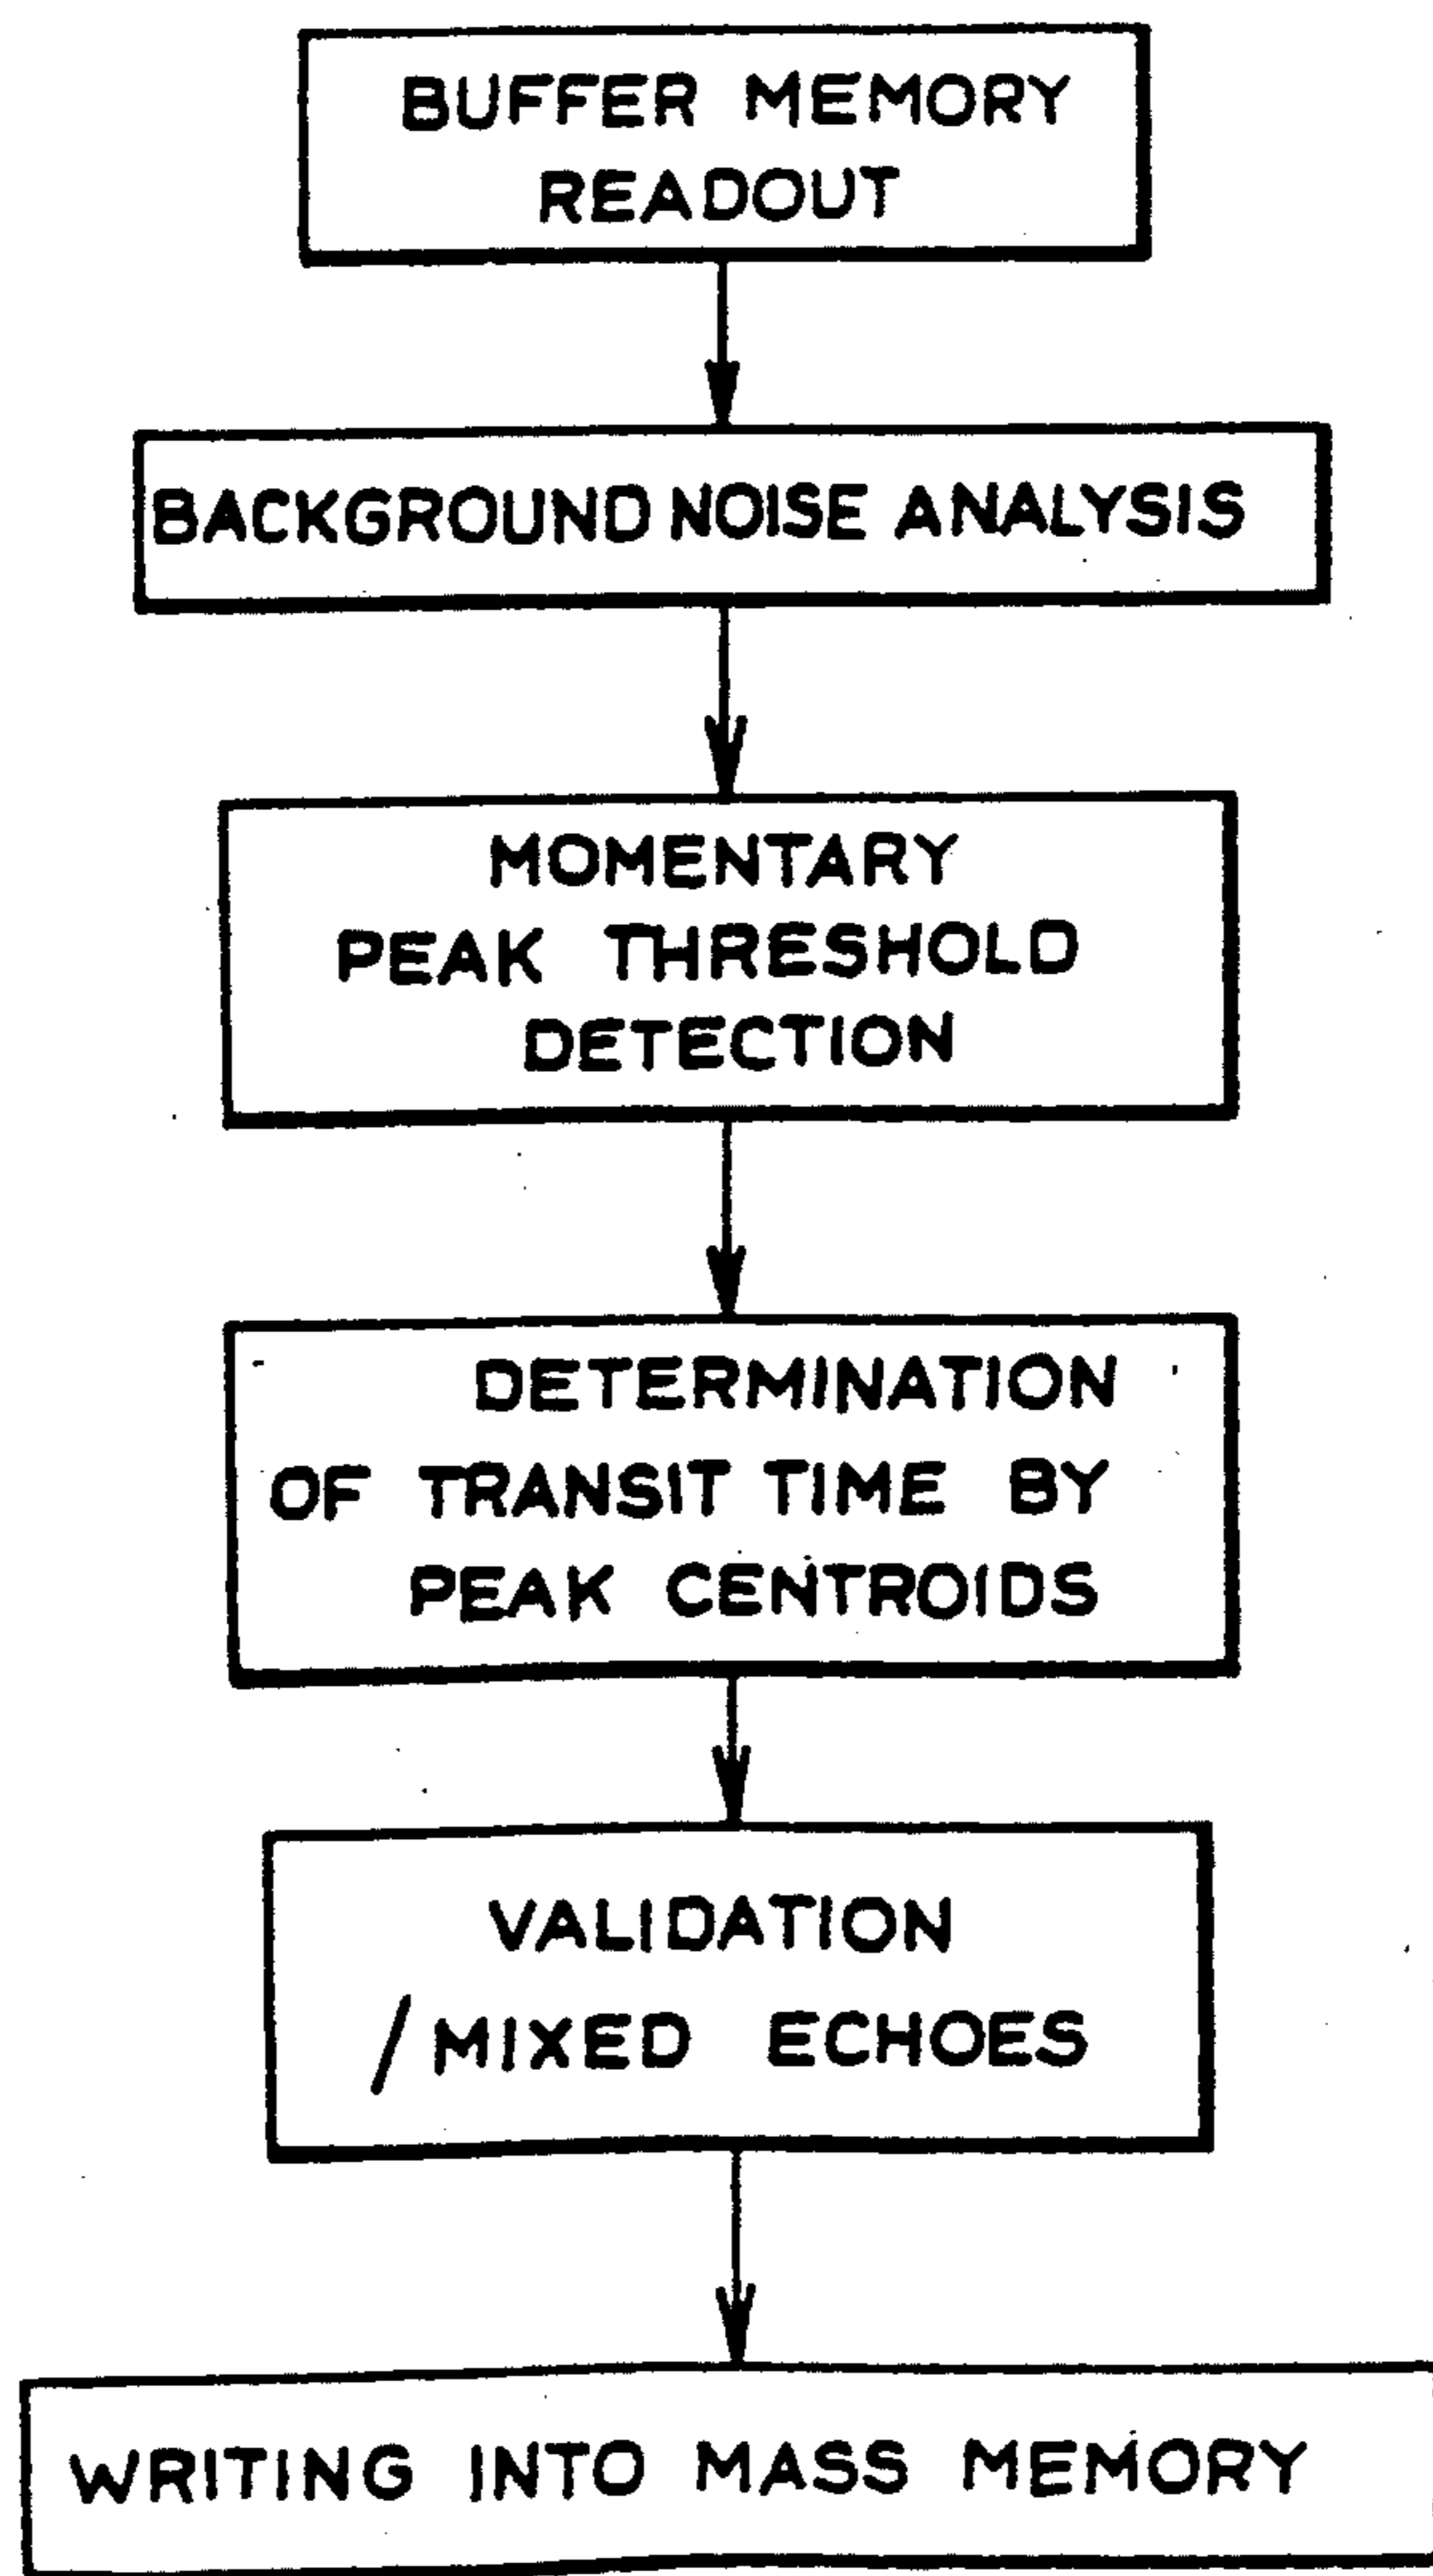 BUFFER MEMORY
READOUT
BACKGROUND NOISE ANALYSIS
MOMENTARY
PEAK THRESHOLD
DETECTION
DETERMINATION
OF TRANSIT TIME BY
PEAK CENTROIDS
VALIDATION
/MIXED ECHOES
WRITING INTO MASS MEMORY